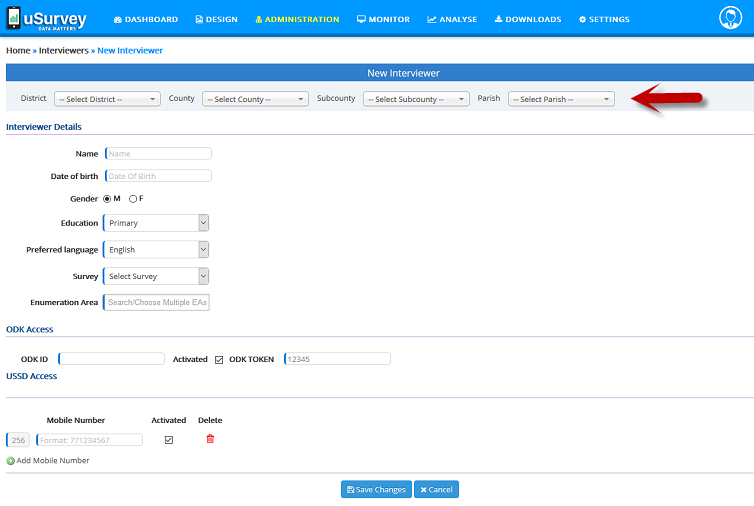 uSurvey
DATA MATTERS
DASHBOARD DESIGN ADMINISTRATION MONITOR ANALYSE DOWNLOADS SETTINGS
Home » Interviewers » New Interviewer
New Interviewer
District -- Select District -- County -- Select County -- Subcounty -- Select Subcounty -- Parish -- Select Parish --
Interviewer Details
Name Name
Date of birth Date Of Birth
Gender M F
Education Primary
Preferred language English
Survey Select Survey
Enumeration Area Search/Choose Multiple EAs
ODK Access
ODK ID Activated ODK TOKEN 12345
USSD Access
Mobile Number Activated Delete
256 Format: 771234567
Add Mobile Number
Save Changes Cancel